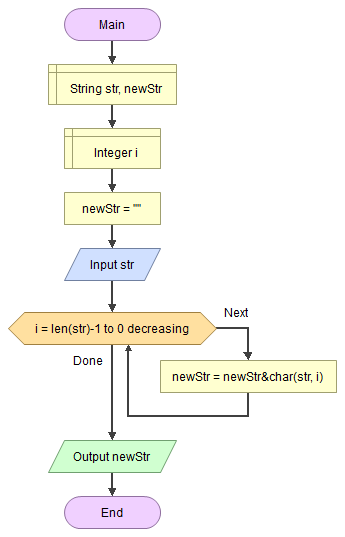 Main
String str, newStr
Integer i
newStr = ""
Input str
i = len(str)-1 to 0 decreasing
Next
Done
newStr = newStr&char(str, i)
Output newStr
End